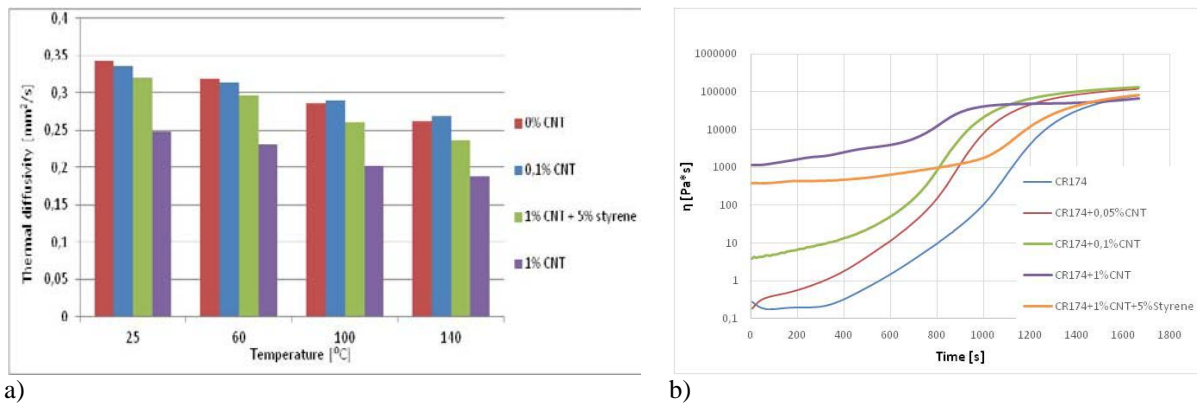 0,4
0,35
0,3
0,25
0,2
0,15
0,1
0,05
0
Thermal diffusivity [mm²/s]
25 60 100 140
Temperature [⁰C]
0% CNT
0,1% CNT
1% CNT + 5% styrene
1% CNT
a)
1000000
100000
10000
1000
100
10
1
0,1
η [Pa*s]
0 200 400 600 800 1000 1200 1400 1600 1800
Time [s]
CR174
CR174+0,05%CNT
CR174+0,1%CNT
CR174+1%CNT
CR174+1%CNT+5%Styrene
b)